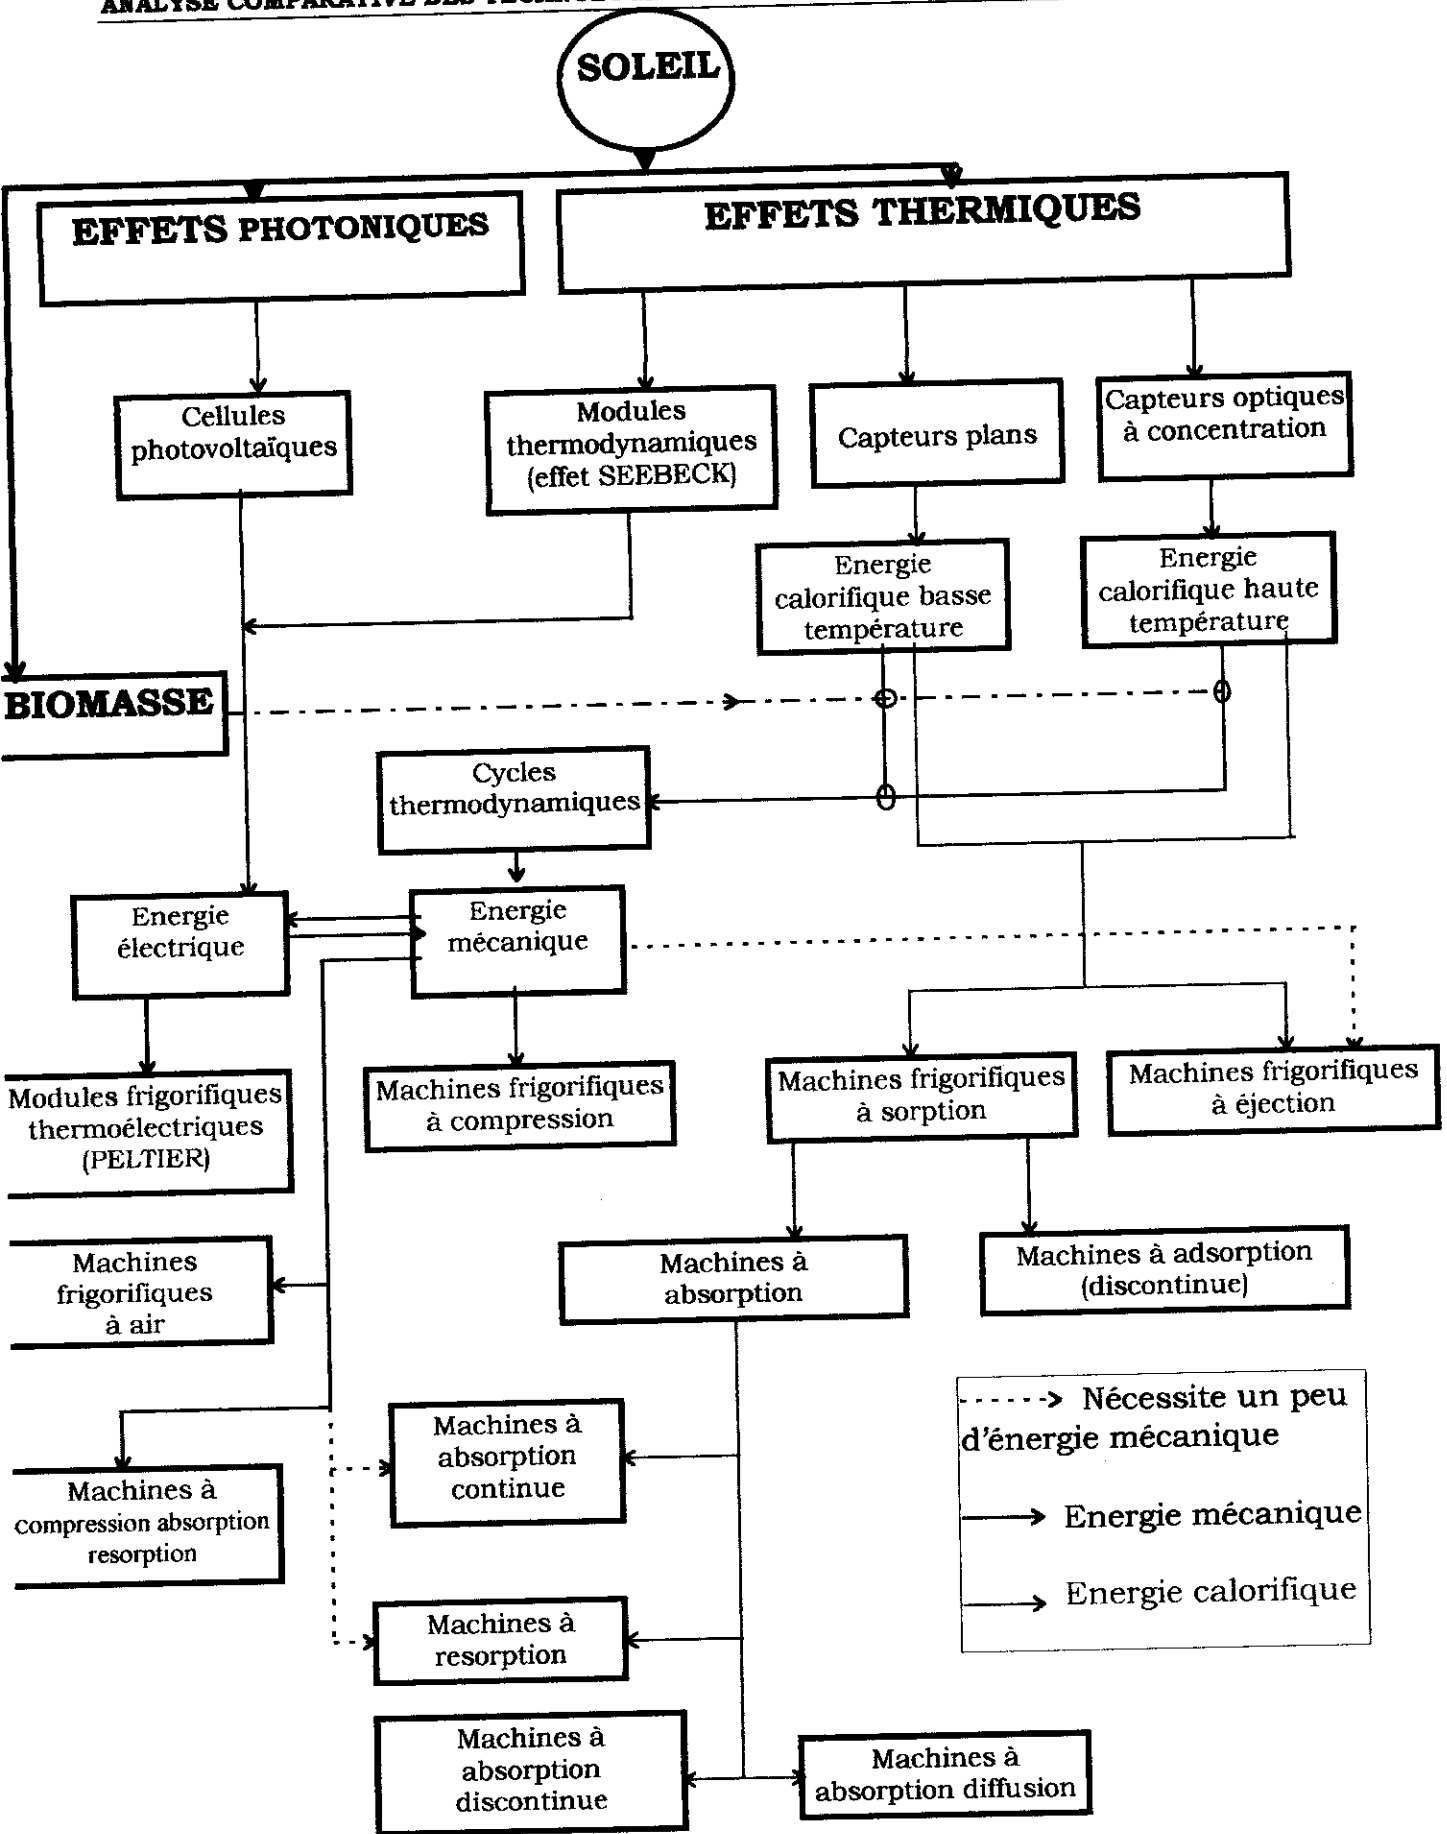 ANALYSE COMPARATIVE DES
SOLEIL
EFFETS PHOTONIQUES
EFFETS THERMIQUES
Cellules
photovoltaïques
Modules
thermodynamiques
(effet SEEBECK)
Capteurs plans
Capteurs optiques
à concentration
Energie
calorifique basse
température
Energie
calorifique haute
température
BIOMASSE
Cycles
thermodynamiques
Energie
électrique
Energie
mécanique
Modules frigorifiques
thermoélectriques
(PELTIER)
Machines frigorifiques
à compression
Machines frigorifiques
à sorption
Machines frigorifiques
à éjection
Machines
frigorifiques
à air
Machines à
absorption
Machines à adsorption
(discontinue)
Machines à
compression absorption
resorption
Machines à
absorption
continue
Nécessite un peu
d'énergie mécanique
Energie mécanique
Energie calorifique
Machines à
resorption
Machines à
absorption
discontinue
Machines à
absorption diffusion